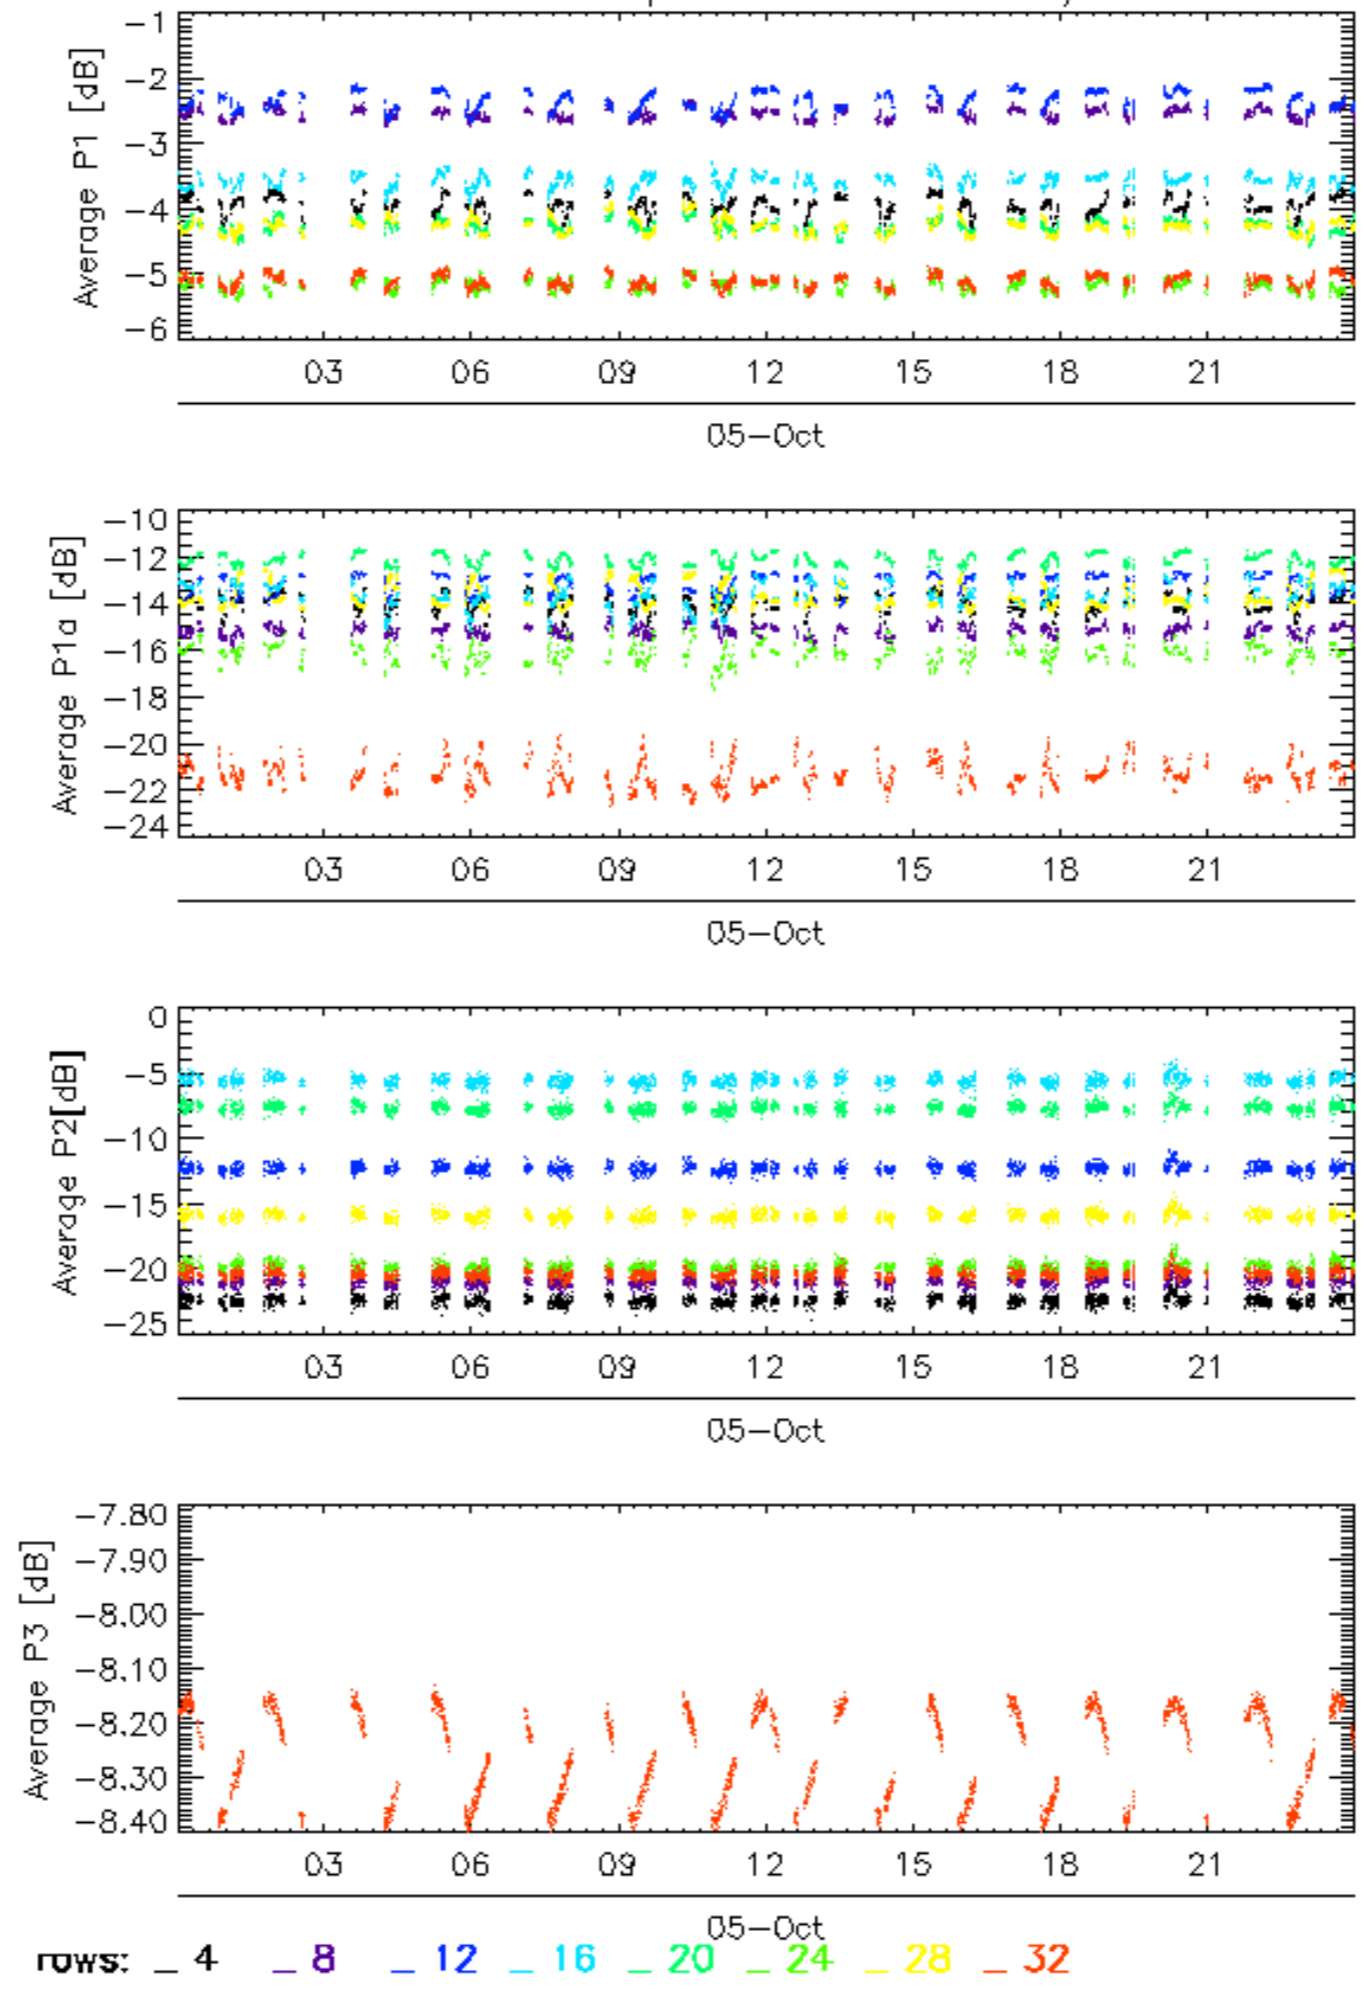 Average P1 [dB]
-1
-2
-3
-4
-5
-6
03 06 09 12 15 18 21
05-Oct
Average P1a [dB]
-10
-12
-14
-16
-18
-20
-22
-24
03 06 09 12 15 18 21
05-Oct
Average P2[dB]
0
-5
-10
-15
-20
-25
03 06 09 12 15 18 21
05-Oct
Average P3 [dB]
-7.80
-7.90
-8.00
-8.10
-8.20
-8.30
-8.40
03 06 09 12 15 18 21
05-Oct
rows: _ 4 _ 8 _ 12 _ 16 _ 20 _ 24 _ 28 _ 32